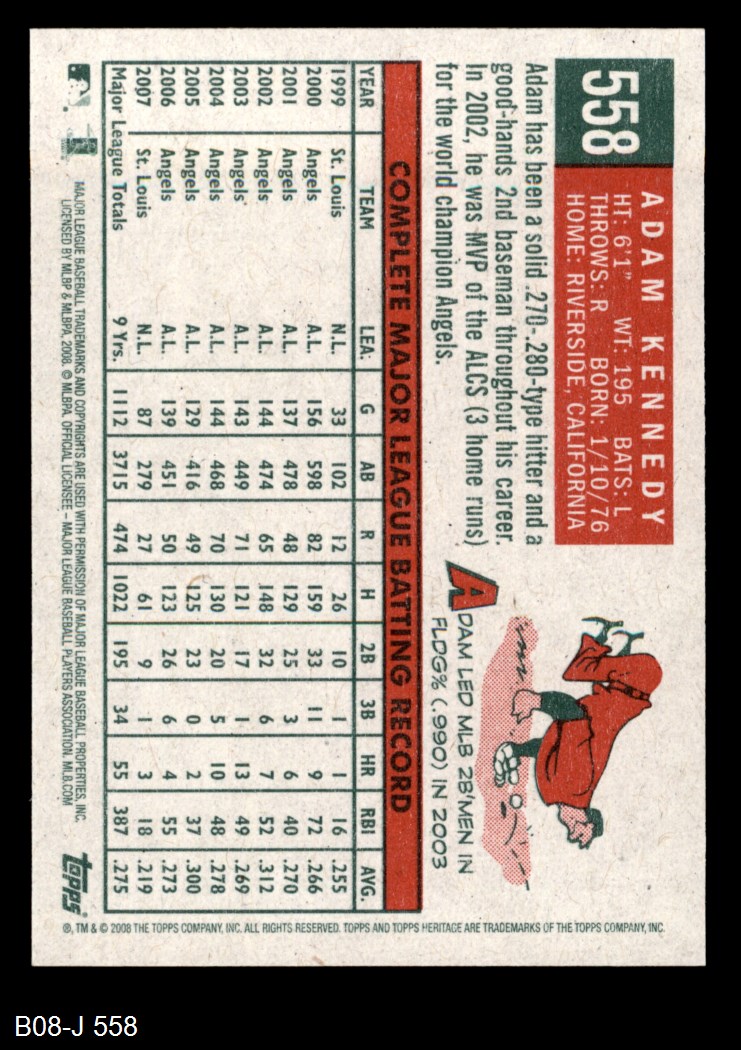 558
ADAM KENNEDY
HT: 6'1" WT: 195 BATS: L
THROWS: R BORN: 1/10/76
HOME: RIVERSIDE, CALIFORNIA
Adam has been a solid .270-.280-type hitter and a
good-hands 2nd baseman throughout his career.
In 2002, he was MVP of the ALCS (3 home runs)
for the world champion Angels.
ADAM LED MLB 2B'MEN IN
FLDG% (.990) IN 2003
COMPLETE MAJOR LEAGUE BATTING RECORD
YEAR TEAM LEA. G AB R H 2B 3B HR RBI AVG.
1999 St. Louis N.L. 33 102 12 26 10 1 1 16 .255
2000 Angels A.L. 156 598 82 159 33 11 9 72 .266
2001 Angels A.L. 137 478 48 129 25 3 6 40 .270
2002 Angels A.L. 144 474 65 148 32 6 7 52 .312
2003 Angels A.L. 143 449 71 121 17 1 13 49 .269
2004 Angels A.L. 144 468 70 130 20 5 10 48 .278
2005 Angels A.L. 129 416 49 125 23 0 2 37 .300
2006 Angels A.L. 139 451 50 123 26 6 4 55 .273
2007 St. Louis N.L. 87 279 27 61 9 1 3 18 .219
Major League Totals 9 Yrs. 1112 3715 474 1022 195 34 55 387 .275
MAJOR LEAGUE BASEBALL TRADEMARKS AND COPYRIGHTS ARE USED WITH PERMISSION OF MAJOR LEAGUE BASEBALL PROPERTIES, INC.
LICENSED BY MLBP & MLBPA, 2008. © MLBPA. OFFICIAL LICENSEE – MAJOR LEAGUE BASEBALL PLAYERS ASSOCIATION. MLB.COM
topps
®, TM & © 2008 THE TOPPS COMPANY, INC. ALL RIGHTS RESERVED. TOPPS AND TOPPS HERITAGE ARE TRADEMARKS OF THE TOPPS COMPANY, INC.
B08-J 558